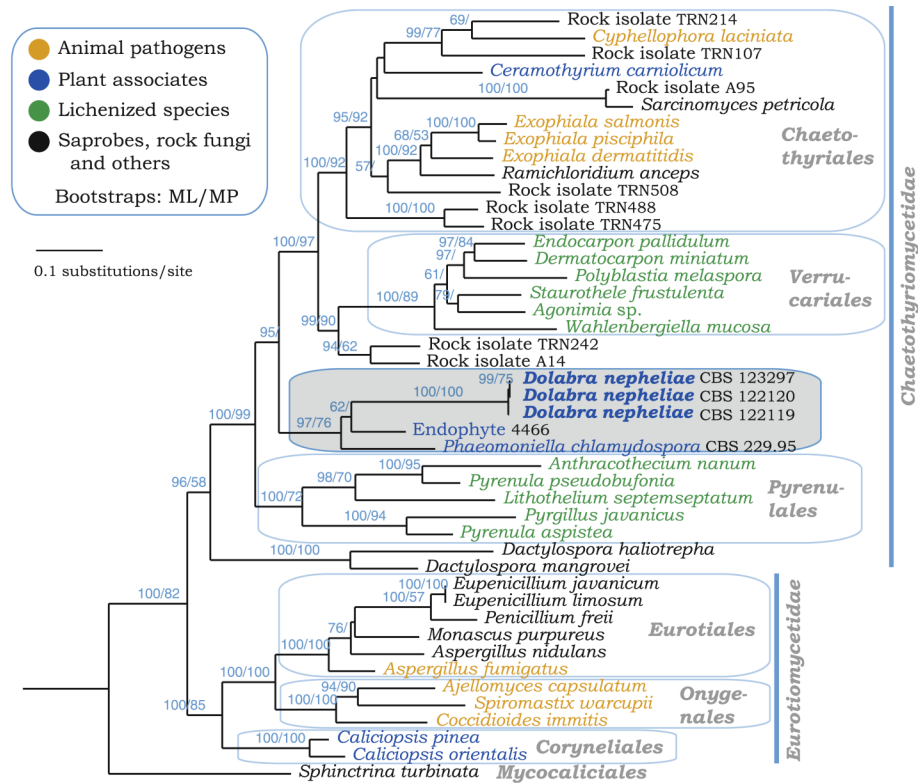 Animal pathogens
Plant associates
Lichenized species
Saprobes, rock fungi
and others
Bootstraps: ML/MP
0.1 substitutions/site
69/
Rock isolate TRN214
99/77
Cyphellophora laciniata
Rock isolate TRN107
Ceramothyrium carniolicum
100/100
Rock isolate A95
Sarcinomyces petricola
95/92
100/100
Exophiala salmonis
68/53
Exophiala pisciphila
100/92
Exophiala dermatitidis
57/
Ramichloridium anceps
100/92
Rock isolate TRN508
100/100
Rock isolate TRN488
Rock isolate TRN475
Chaeto-
thyriales
100/97
97/84
Endocarpon pallidulum
97/
Dermatocarpon miniatum
61/
Polyblastia melaspora
79/
Staurothele frustulenta
100/89
Agonimia sp.
Wahlenbergiella mucosa
Verru-
cariales
99/90
94/62
Rock isolate TRN242
Rock isolate A14
95/
99/75
Dolabra nepheliae CBS 123297
100/100
Dolabra nepheliae CBS 122120
Dolabra nepheliae CBS 122119
62/
Endophyte 4466
97/76
Phaeomoniella chlamydospora CBS 229.95
100/99
100/95
Anthracothecium nanum
98/70
Pyrenula pseudobufonia
Lithothelium septemseptatum
100/72
100/94
Pyrgillus javanicus
Pyrenula aspistea
Pyrenu-
lales
96/58
100/100
Dactylospora haliotrepha
Dactylospora mangrovei
Chaetothyriomycetidae
100/82
100/100
Eupenicillium javanicum
100/57
Eupenicillium limosum
Penicillium freii
76/
Monascus purpureus
100/100
Aspergillus nidulans
Aspergillus fumigatus
Eurotiales
100/100
94/90
Ajellomyces capsulatum
100/100
Spiromastix warcupii
Coccidioides immitis
Onyge-
nales
100/85
100/100
Caliciopsis pinea
Caliciopsis orientalis
Coryneliales
Eurotiomycetidae
Sphinctrina turbinata
Mycocaliciales